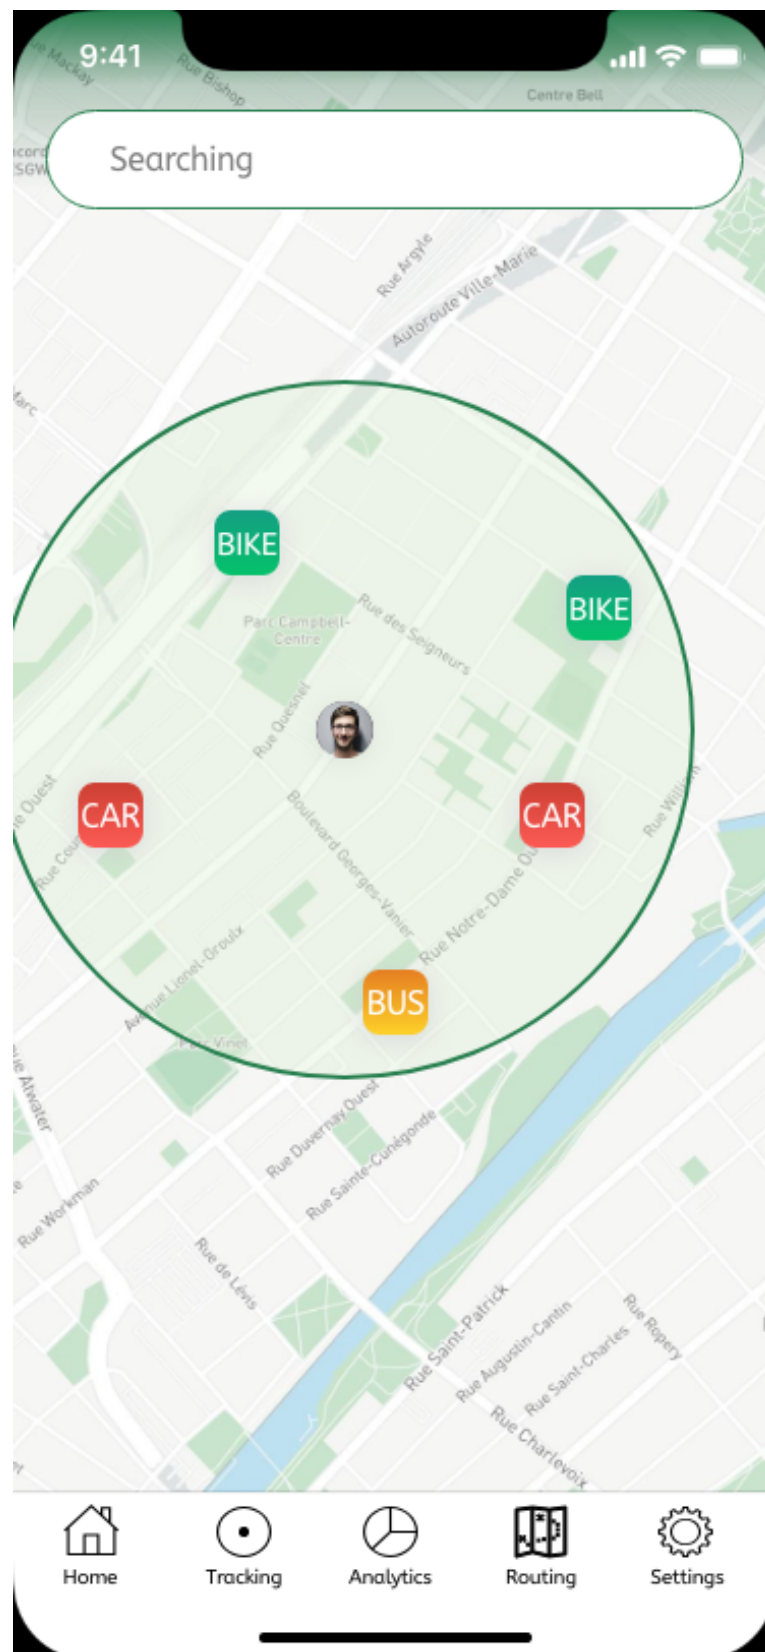 9:41
Rue Mackay
Rue Bishop
Centre Bell
Searching
Rue Argyle
Autoroute Ville-Marie
BIKE
BIKE
Parc Campbell-
Centre
Rue des Seigneurs
Rue Quesnel
CAR
CAR
Rue William
Boulevard Georges-Vanier
Rue Notre-Dame Ou
Avenue Lionel-Groulx
BUS
Parc Vinet
Rue Duvernay Ouest
Rue Sainte-Cunégonde
Rue Workman
Rue de Lévis
Rue Saint-Patrick
Rue Augustin-Cantin
Rue Saint-Charles
Rue Ropery
Rue Charlevoix
Home
Tracking
Analytics
Routing
Settings